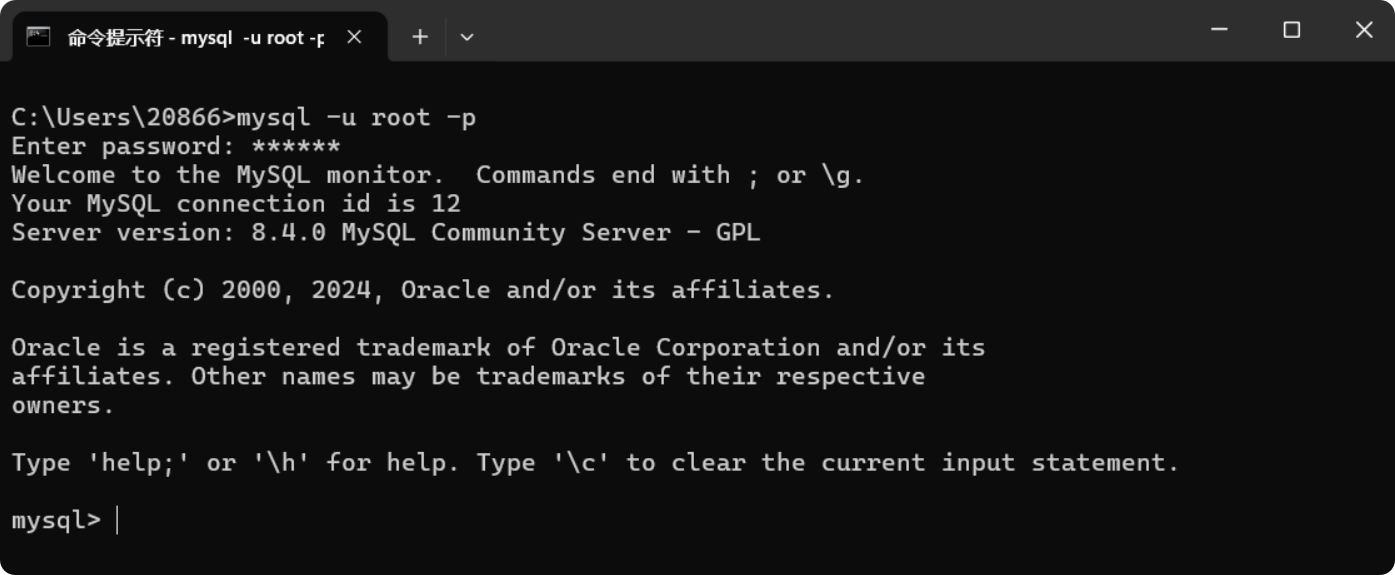 命令提示符 - mysql  -u root -p
C:\Users\20866>mysql -u root -p
Enter password: ******
Welcome to the MySQL monitor.  Commands end with ; or \g.
Your MySQL connection id is 12
Server version: 8.4.0 MySQL Community Server - GPL
Copyright (c) 2000, 2024, Oracle and/or its affiliates.
Oracle is a registered trademark of Oracle Corporation and/or its
affiliates. Other names may be trademarks of their respective
owners.
Type 'help;' or '\h' for help. Type '\c' to clear the current input statement.
mysql>